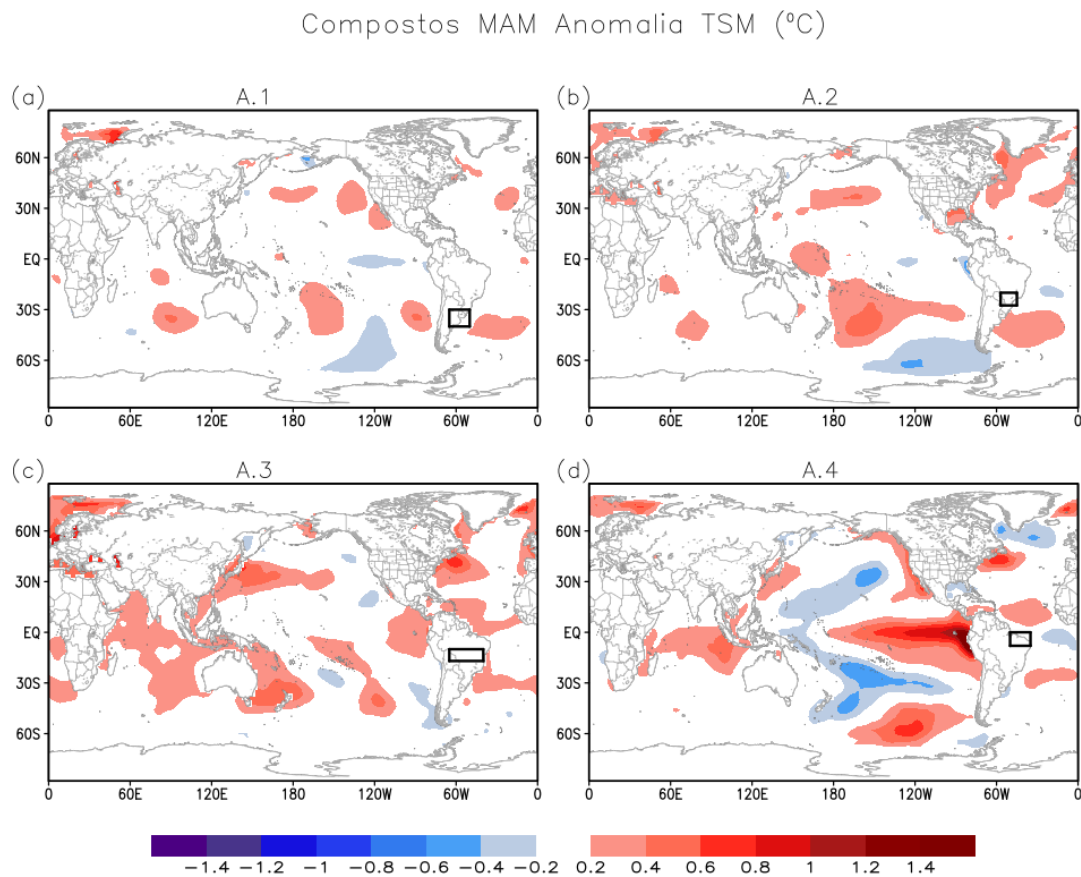 Compostos MAM Anomalia TSM (ºC)
(a) A.1
(b) A.2
60N
30N
EQ
30S
60S
0 60E 120E 180 120W 60W 0
60N
30N
EQ
30S
60S
0 60E 120E 180 120W 60W 0
(c) A.3
(d) A.4
60N
30N
EQ
30S
60S
0 60E 120E 180 120W 60W 0
60N
30N
EQ
30S
60S
0 60E 120E 180 120W 60W 0
-1.4 -1.2 -1 -0.8 -0.6 -0.4 -0.2 0.2 0.4 0.6 0.8 1 1.2 1.4